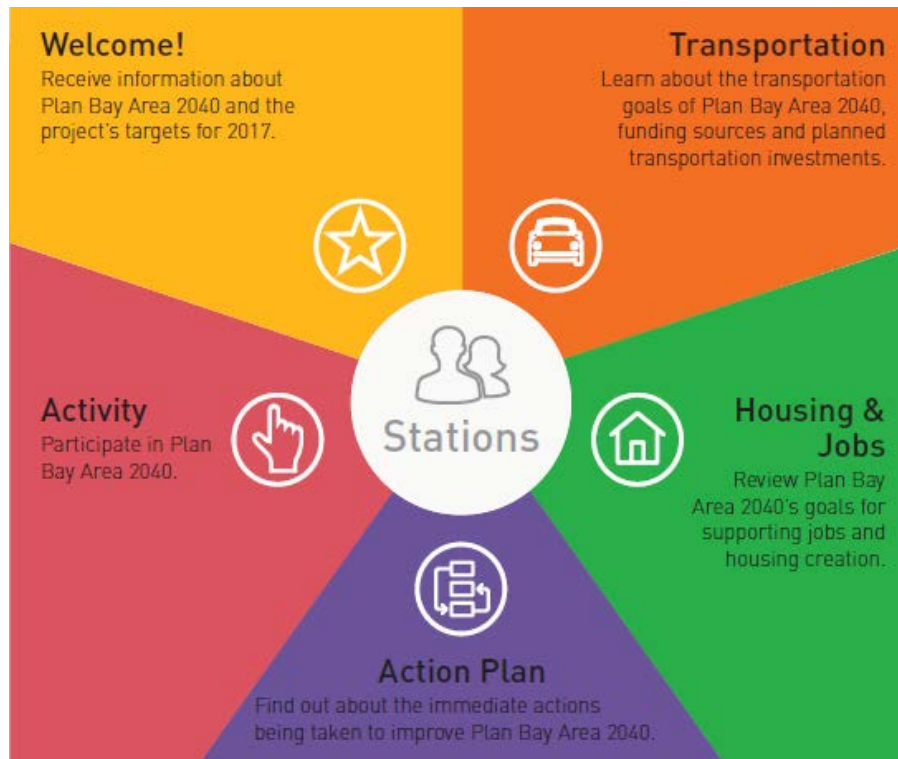 Welcome!
Receive information about
Plan Bay Area 2040 and the
project's targets for 2017.
Transportation
Learn about the transportation
goals of Plan Bay Area 2040,
funding sources and planned
transportation investments.
Stations
Activity
Participate in Plan
Bay Area 2040.
Housing &
Jobs
Review Plan Bay
Area 2040's goals for
supporting jobs and
housing creation.
Action Plan
Find out about the immediate actions
being taken to improve Plan Bay Area 2040.